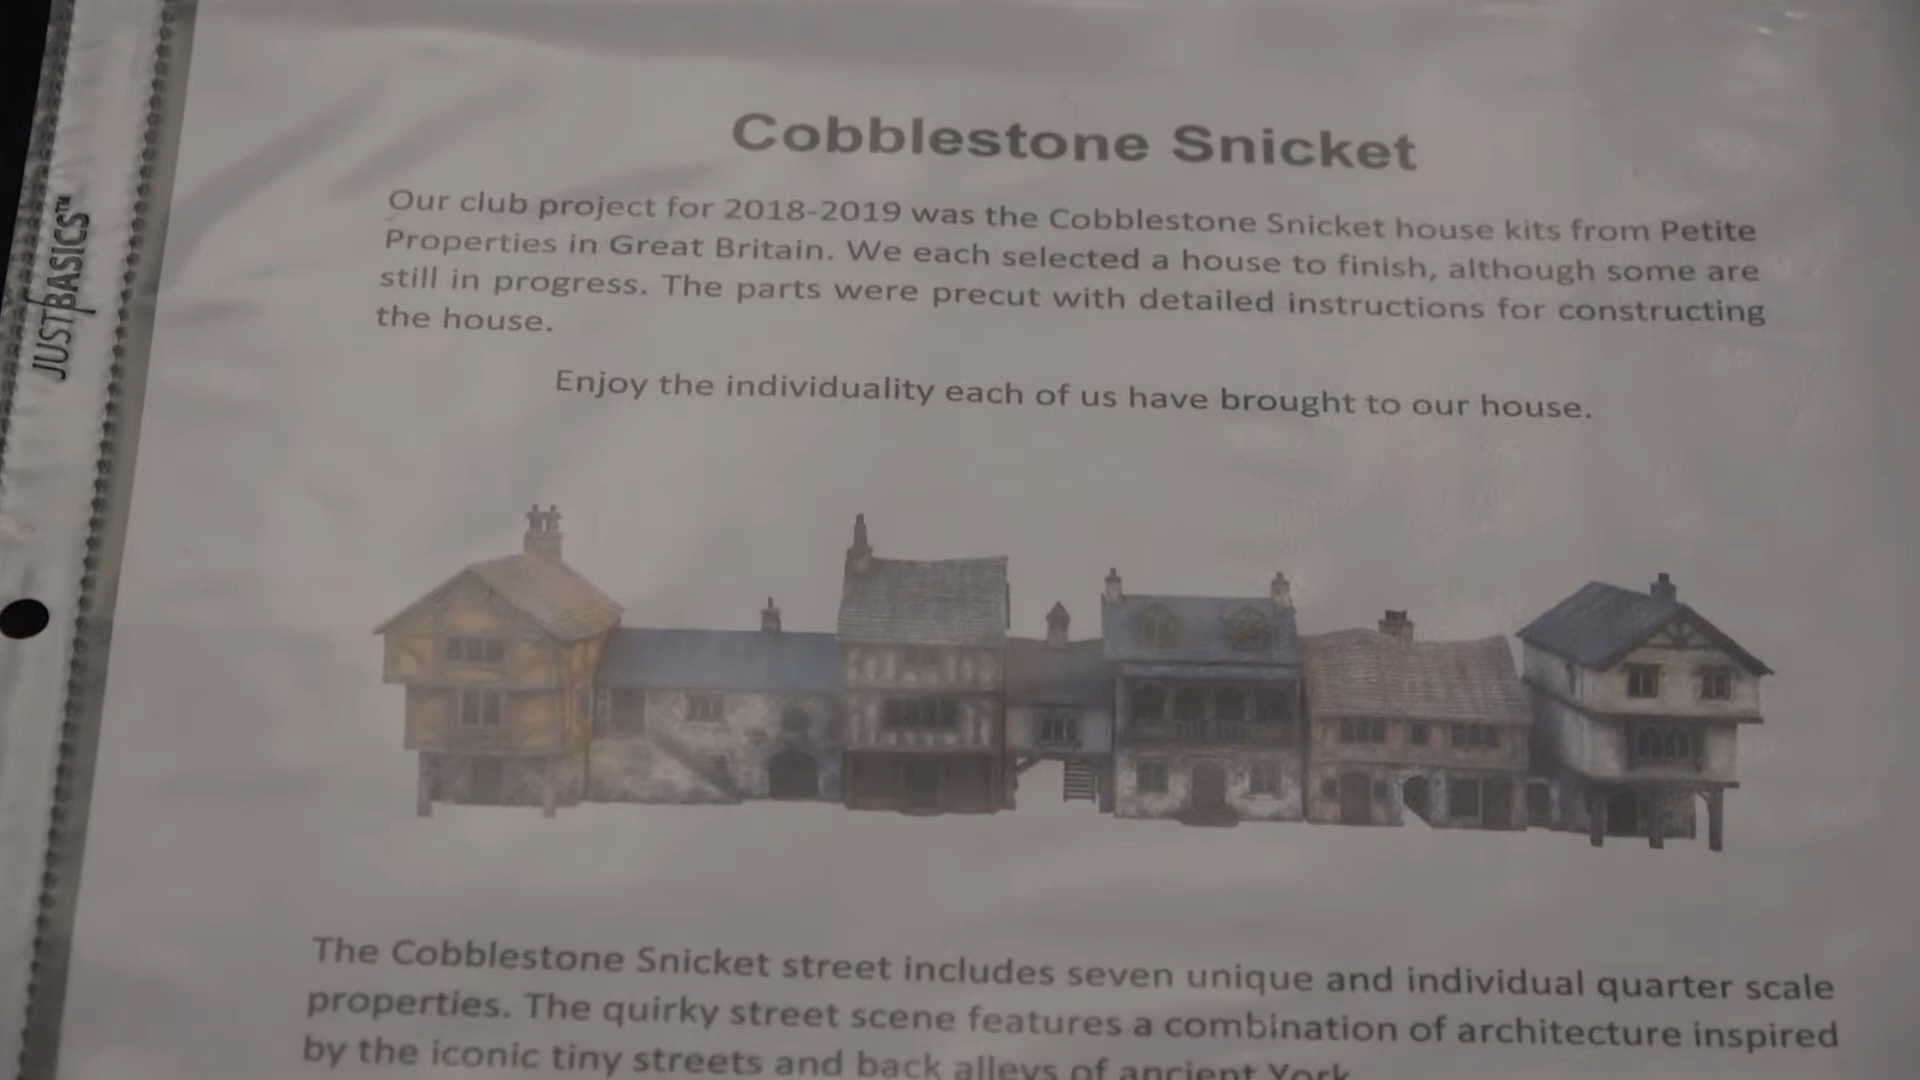 JUSTBASICS™
Cobblestone Snicket
Our club project for 2018-2019 was the Cobblestone Snicket house kits from Petite
Properties in Great Britain. We each selected a house to finish, although some are
still in progress. The parts were precut with detailed instructions for constructing
the house.
Enjoy the individuality each of us have brought to our house.
The Cobblestone Snicket street includes seven unique and individual quarter scale
properties. The quirky street scene features a combination of architecture inspired
by the iconic tiny streets and back alleys of ancient York